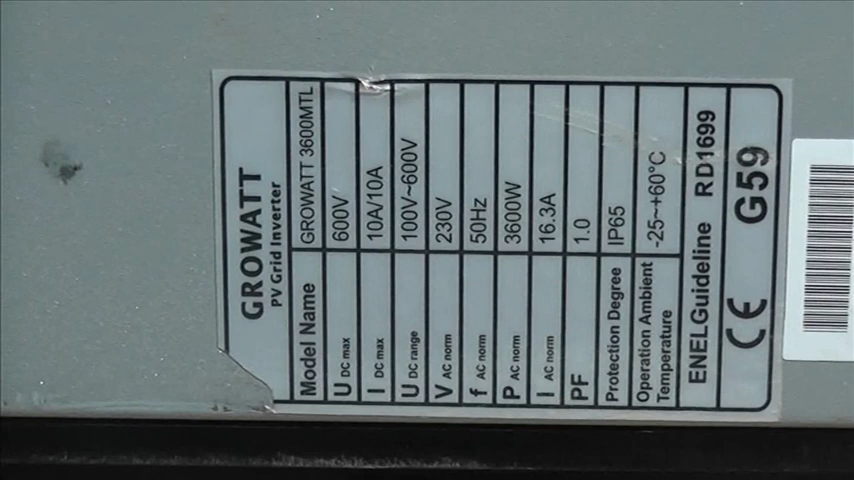 GROWATT
PV Grid Inverter
Model Name GROWATT 3600MTL
U DC max 600V
I DC max 10A/10A
U DC range 100V~600V
V AC norm 230V
f AC norm 50Hz
P AC norm 3600W
I AC norm 16.3A
PF 1.0
Protection Degree IP65
Operation Ambient
Temperature -25~+60°C
ENELGuideline RD1699
CE G59